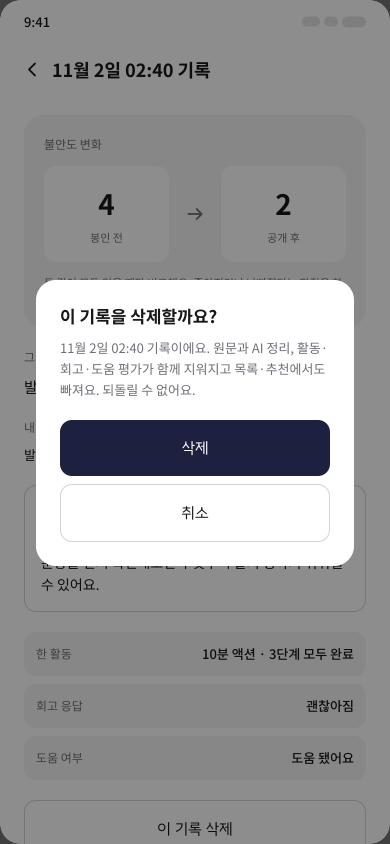 9:41
11월 2일 02:40 기록
불안도 변화
4
봉인 전
→
2
공개 후
이 기록을 삭제할까요?
11월 2일 02:40 기록이에요. 원문과 AI 정리, 활동·
회고·도움 평가가 함께 지워지고 목록·추천에서도
빠져요. 되돌릴 수 없어요.
삭제
취소
수 있어요.
한 활동
10분 액션 · 3단계 모두 완료
회고 응답
괜찮아짐
도움 여부
도움 됐어요
이 기록 삭제